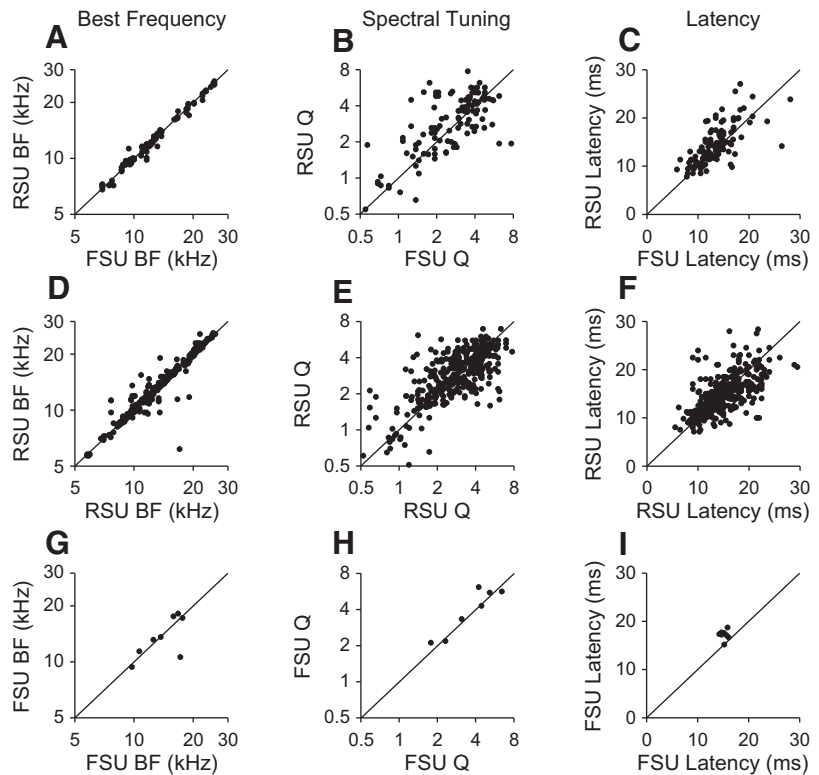 Best Frequency
Spectral Tuning
Latency
A
RSU BF (kHz)
30
20
10
5
5
10
20
30
FSU BF (kHz)
B
RSU Q
8
4
2
1
0.5
0.5
1
2
4
8
FSU Q
C
RSU Latency (ms)
30
20
10
0
0
10
20
30
FSU Latency (ms)
D
RSU BF (kHz)
30
20
10
5
5
10
20
30
RSU BF (kHz)
E
RSU Q
8
4
2
1
0.5
0.5
1
2
4
8
RSU Q
F
RSU Latency (ms)
30
20
10
0
0
10
20
30
RSU Latency (ms)
G
FSU BF (kHz)
30
20
10
5
5
10
20
30
FSU BF (kHz)
H
FSU Q
8
4
2
1
0.5
0.5
1
2
4
8
FSU Q
I
FSU Latency (ms)
30
20
10
0
0
10
20
30
FSU Latency (ms)